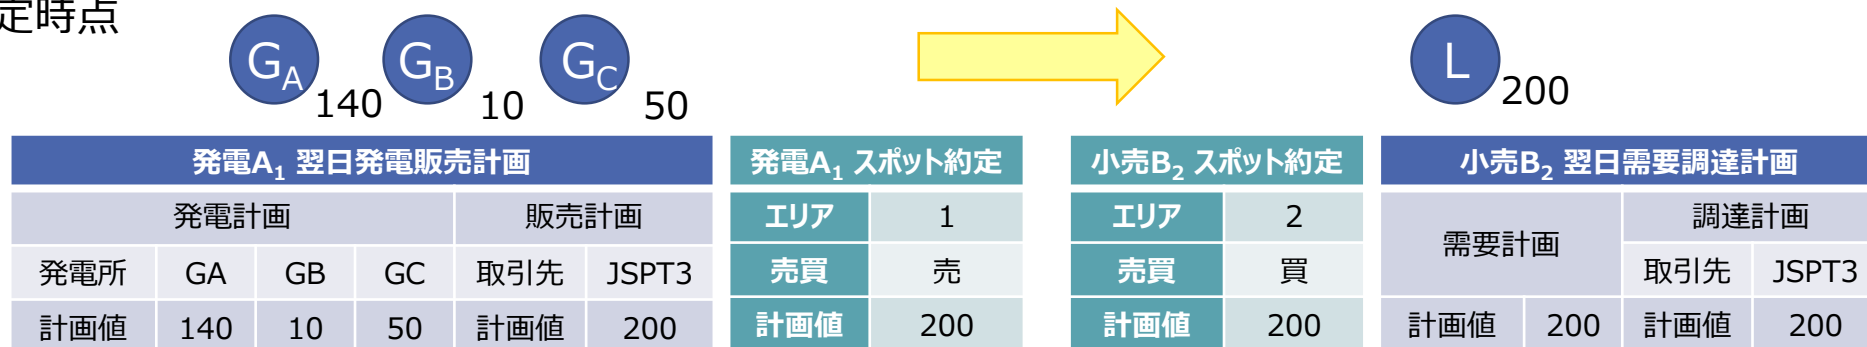 定時点
GA 140 GB 10 GC 50 L 200
発電A1 翌日発電販売計画
発電計画 販売計画
発電所 GA GB GC 取引先 JSPT3
計画値 140 10 50 計画値 200
発電A1 スポット約定
エリア 1
売買 売
計画値 200
小売B2 スポット約定
エリア 2
売買 買
計画値 200
小売B2 翌日需要調達計画
需要計画 調達計画
取引先 JSPT3
計画値 200 計画値 200